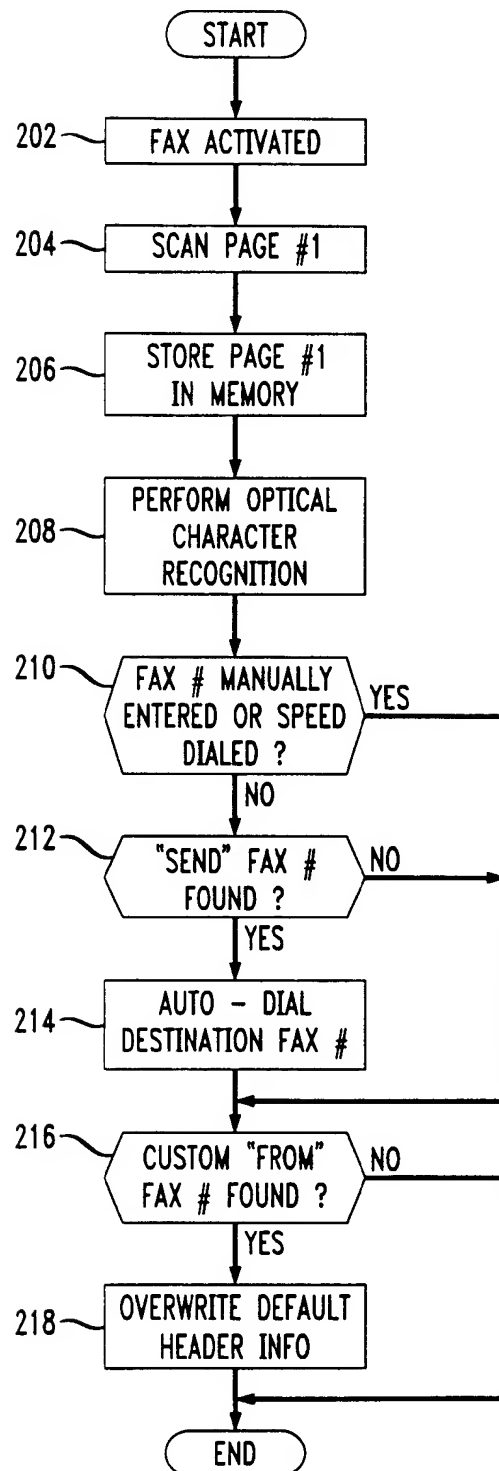 START
202
FAX ACTIVATED
204
SCAN PAGE #1
206
STORE PAGE #1
IN MEMORY
208
PERFORM OPTICAL
CHARACTER
RECOGNITION
210
FAX # MANUALLY
ENTERED OR SPEED
DIALED ?
YES
NO
212
"SEND" FAX #
FOUND ?
NO
YES
214
AUTO - DIAL
DESTINATION FAX #
216
CUSTOM "FROM"
FAX # FOUND ?
NO
YES
218
OVERWRITE DEFAULT
HEADER INFO
END